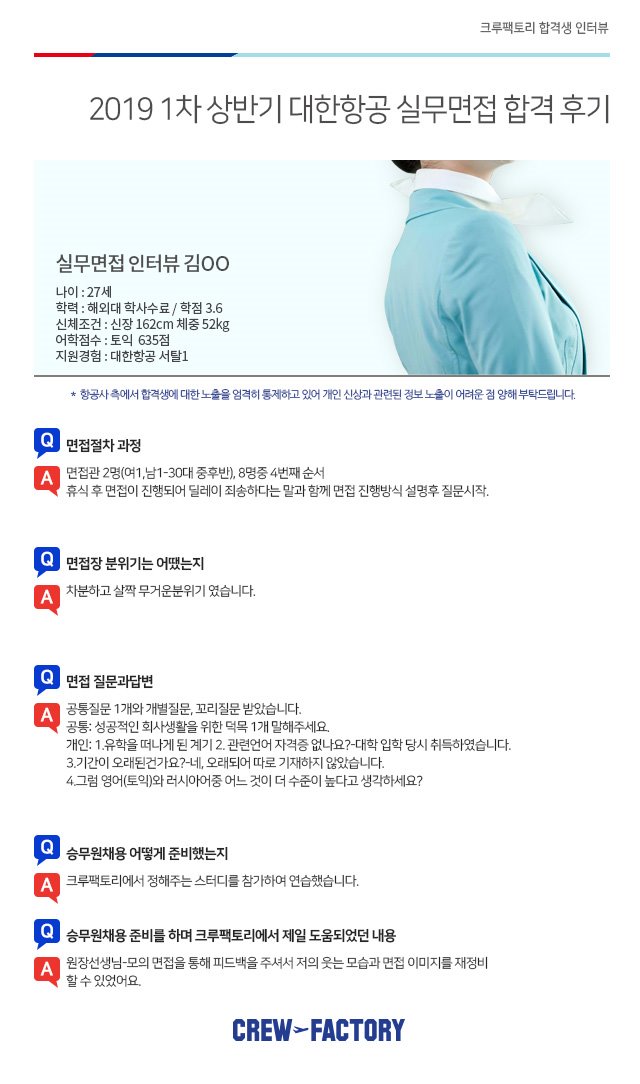 크루팩토리 합격생 인터뷰
2019 1차 상반기 대한항공 실무면접 합격 후기
실무면접 인터뷰 김OO
나이 : 27세
학력 : 해외대 학사수료 / 학점 3.6
신체조건 : 신장 162cm 체중 52kg
어학점수 : 토익 635점
지원경험 : 대한항공 서탈1
* 항공사 측에서 합격생에 대한 노출을 엄격히 통제하고 있어 개인 신상과 관련된 정보 노출이 어려운 점 양해 부탁드립니다.
Q 면접절차 과정
A 면접관 2명(여1,남1-30대 중후반), 8명중 4번째 순서
휴식 후 면접이 진행되어 딜레이 죄송하다는 말과 함께 면접 진행방식 설명후 질문시작.
Q 면접장 분위기는 어땠는지
A 차분하고 살짝 무거운분위기 였습니다.
Q 면접 질문과답변
A 공통질문 1개와 개별질문, 꼬리질문 받았습니다.
공통: 성공적인 회사생활을 위한 덕목 1개 말해주세요.
개인: 1.유학을 떠나게 된 계기 2. 관련언어 자격증 없나요?-대학 입학 당시 취득하였습니다.
3.기간이 오래된건가요?-네, 오래되어 따로 기재하지 않았습니다.
4.그럼 영어(토익)와 러시아어중 어느 것이 더 수준이 높다고 생각하세요?
Q 승무원채용 어떻게 준비했는지
A 크루팩토리에서 정해주는 스터디를 참가하여 연습했습니다.
Q 승무원채용 준비를 하며 크루팩토리에서 제일 도움되었던 내용
A 원장선생님-모의 면접을 통해 피드백을 주셔서 저의 웃는 모습과 면접 이미지를 재정비
할 수 있었어요.
CREW FACTORY